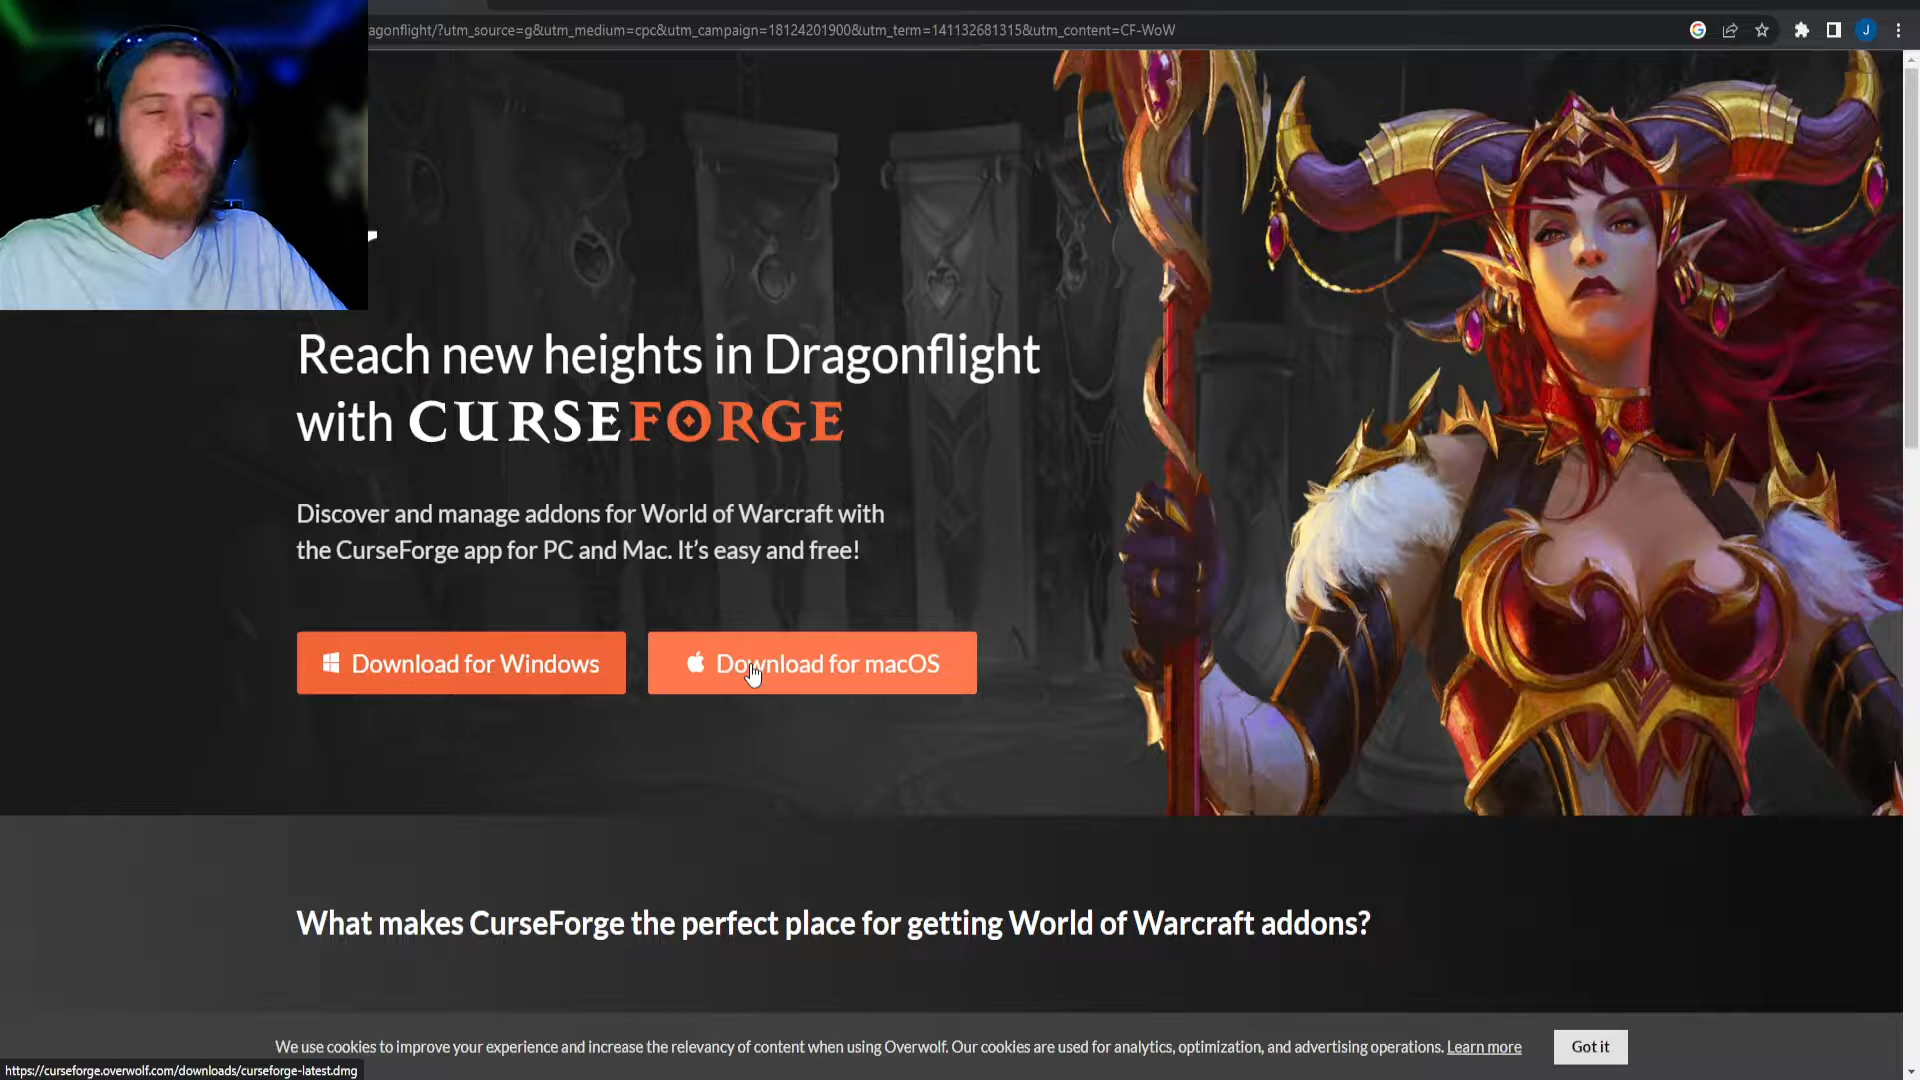 agonflight/?utm_source=g&utm_medium=cpc&utm_campaign=18124201900&utm_term=141132681315&utm_content=CF-WoW
J
Reach new heights in Dragonflight
with CURSEFORGE
Discover and manage addons for World of Warcraft with
the CurseForge app for PC and Mac. It’s easy and free!
Download for Windows
Download for macOS
What makes CurseForge the perfect place for getting World of Warcraft addons?
We use cookies to improve your experience and increase the relevancy of content when using Overwolf. Our cookies are used for analytics, optimization, and advertising operations. Learn more
Got it
https://curseforge.overwolf.com/downloads/curseforge-latest.dmg